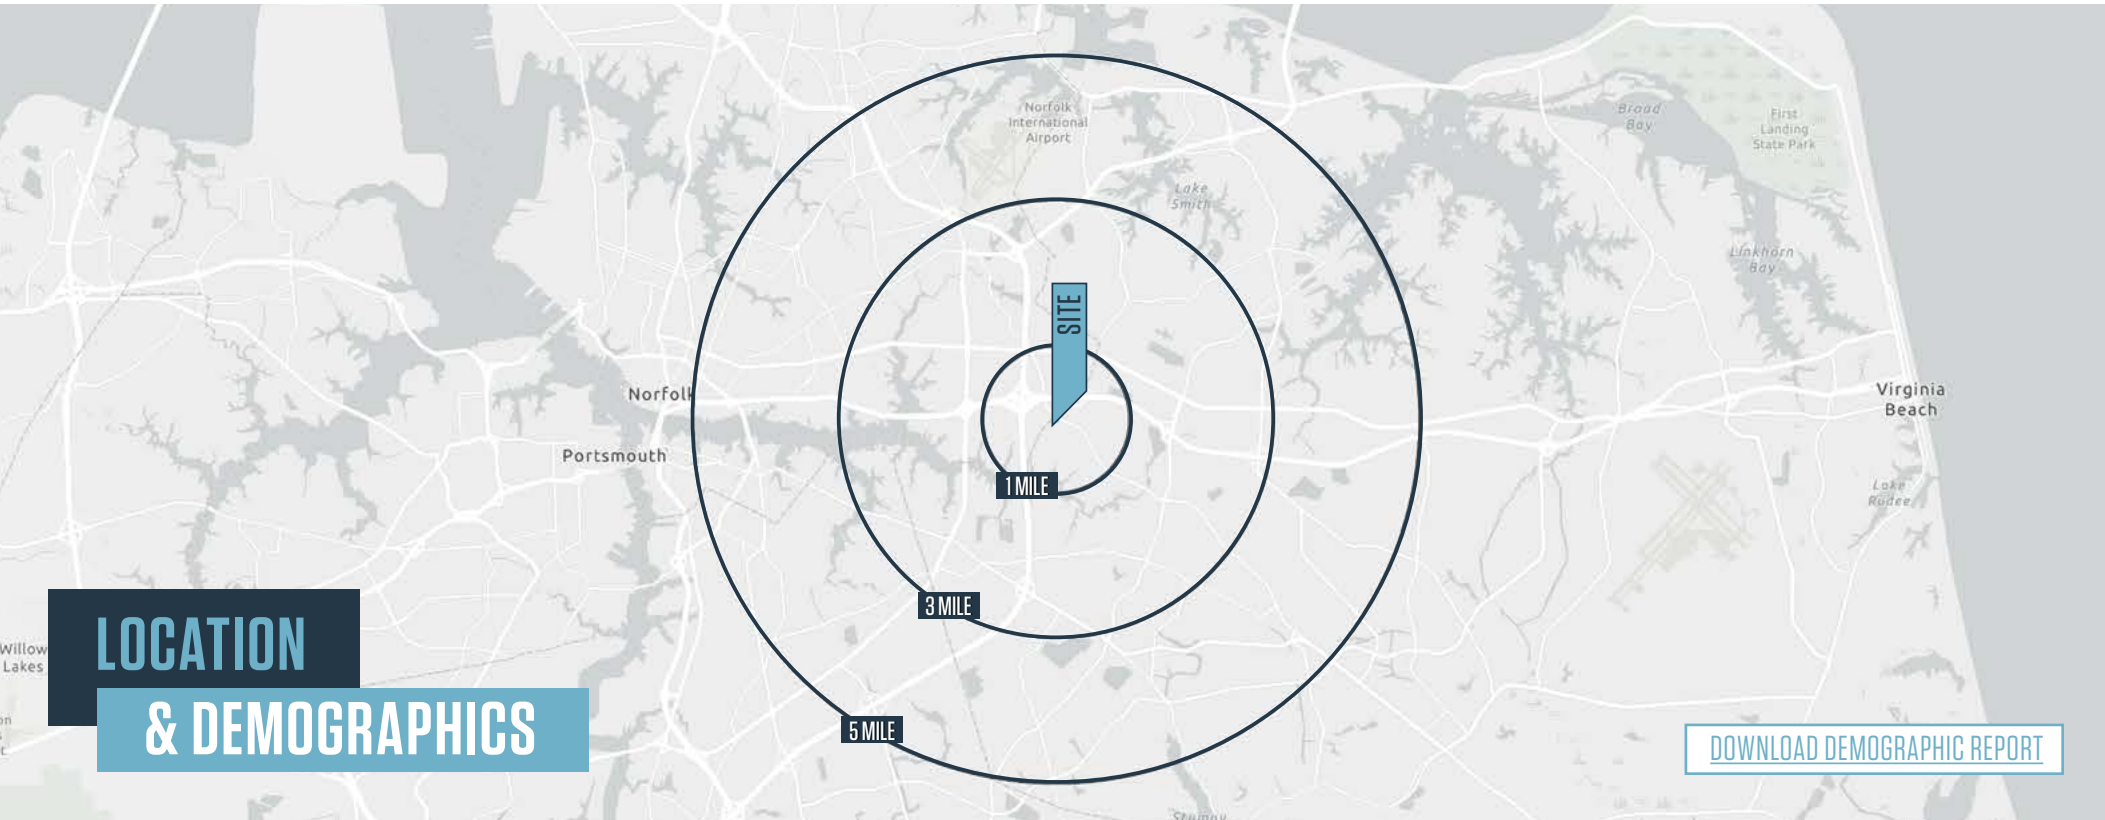 Norfolk
International
Airport
Broad
Bay
First
Landing
State Park
Lake
Smith
Linkhorn
Bay
SITE
Norfolk
Virginia
Beach
Portsmouth
1 MILE
Lake
Rudee
3 MILE
LOCATION
Willow
Lakes
& DEMOGRAPHICS
5 MILE
DOWNLOAD DEMOGRAPHIC REPORT